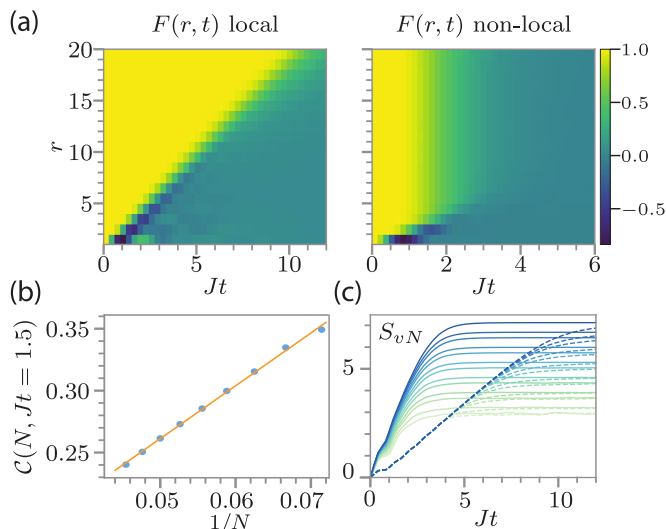 (a)
F(r, t) local
F(r, t) non-local
20
15
10
5
r
0
5
10
Jt
0
2
4
6
Jt
1.0
0.5
0.0
−0.5
(b)
0.35
0.30
0.25
C(N, Jt = 1.5)
0.05
0.06
0.07
1/N
(c)
S_{vN}
5
0
0
5
10
Jt